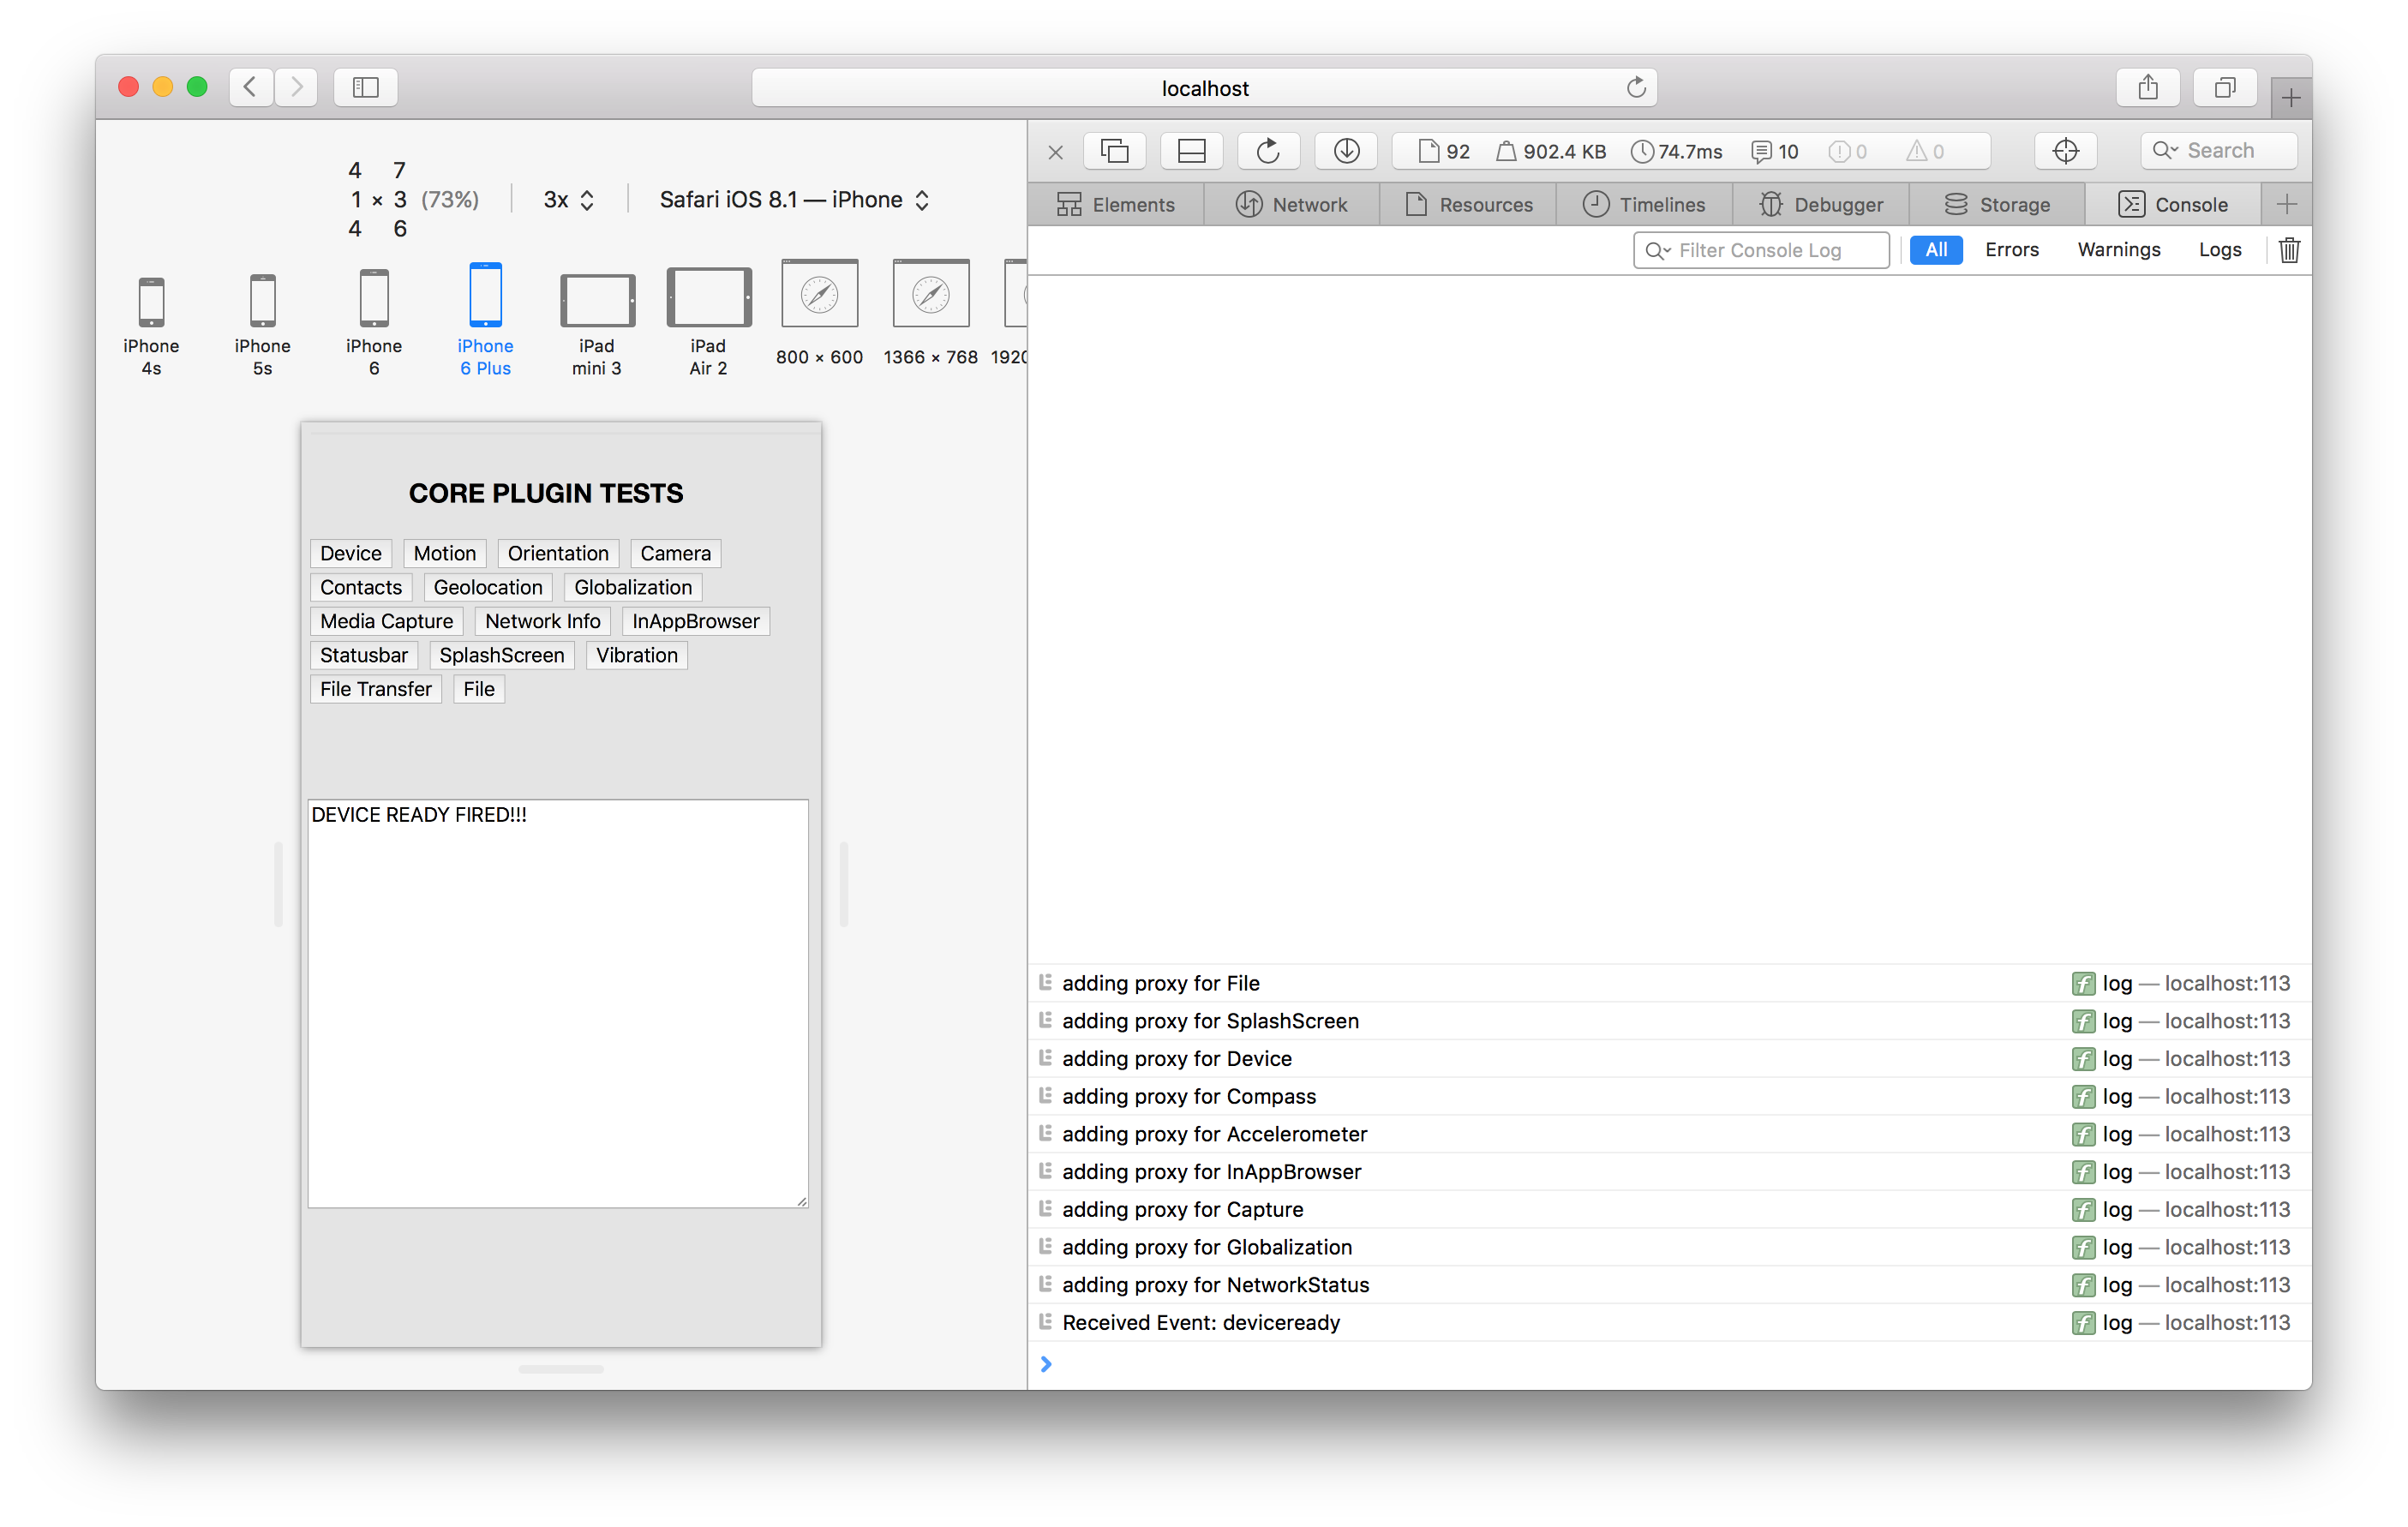 localhost
4 7
1 × 3 (73%) 3x Safari iOS 8.1 — iPhone
4 6
iPhone 4s
iPhone 5s
iPhone 6
iPhone 6 Plus
iPad mini 3
iPad Air 2
800 × 600
1366 × 768
1920
CORE PLUGIN TESTS
Device Motion Orientation Camera
Contacts Geolocation Globalization
Media Capture Network Info InAppBrowser
Statusbar SplashScreen Vibration
File Transfer File
DEVICE READY FIRED!!!
92 902.4 KB 74.7ms 10 0 0 Search
Elements Network Resources Timelines Debugger Storage Console
Filter Console Log All Errors Warnings Logs
adding proxy for File log — localhost:113
adding proxy for SplashScreen log — localhost:113
adding proxy for Device log — localhost:113
adding proxy for Compass log — localhost:113
adding proxy for Accelerometer log — localhost:113
adding proxy for InAppBrowser log — localhost:113
adding proxy for Capture log — localhost:113
adding proxy for Globalization log — localhost:113
adding proxy for NetworkStatus log — localhost:113
Received Event: deviceready log — localhost:113